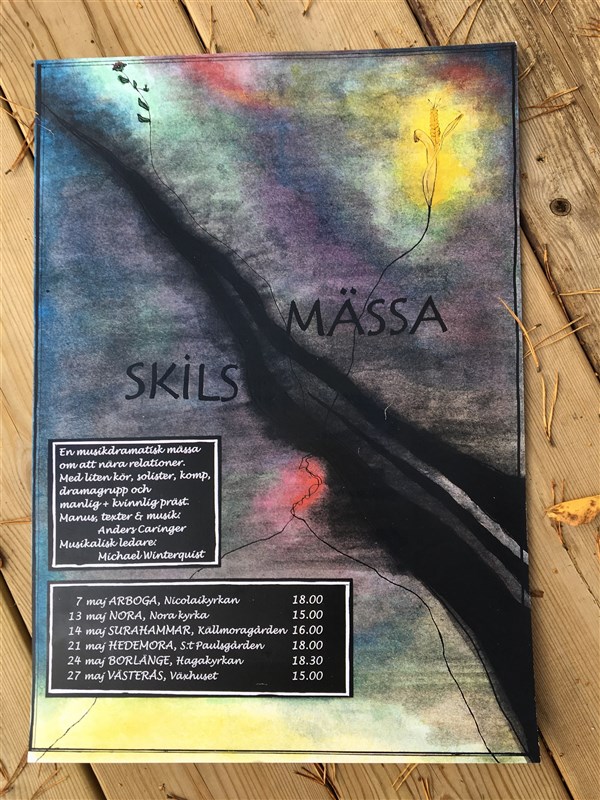 MÄSSA
SKILS
En musikdramatisk mässa
om att nära relationer.
Med liten kör, solister, komp,
dramagrupp och
manlig + kvinnlig präst.
Manus, texter & musik:
Anders Caringer
Musikalisk ledare:
Michael Winterquist
7 maj ARBOGA, Nicolaikyrkan 18.00
13 maj NORA, Nora kyrka 15.00
14 maj SURAHAMMAR, Källmoragården 16.00
21 maj HEDEMORA, S:t Paulsgården 18.00
24 maj BORLÄNGE, Hagakyrkan 18.30
27 maj VÄSTERÅS, Växhuset 15.00